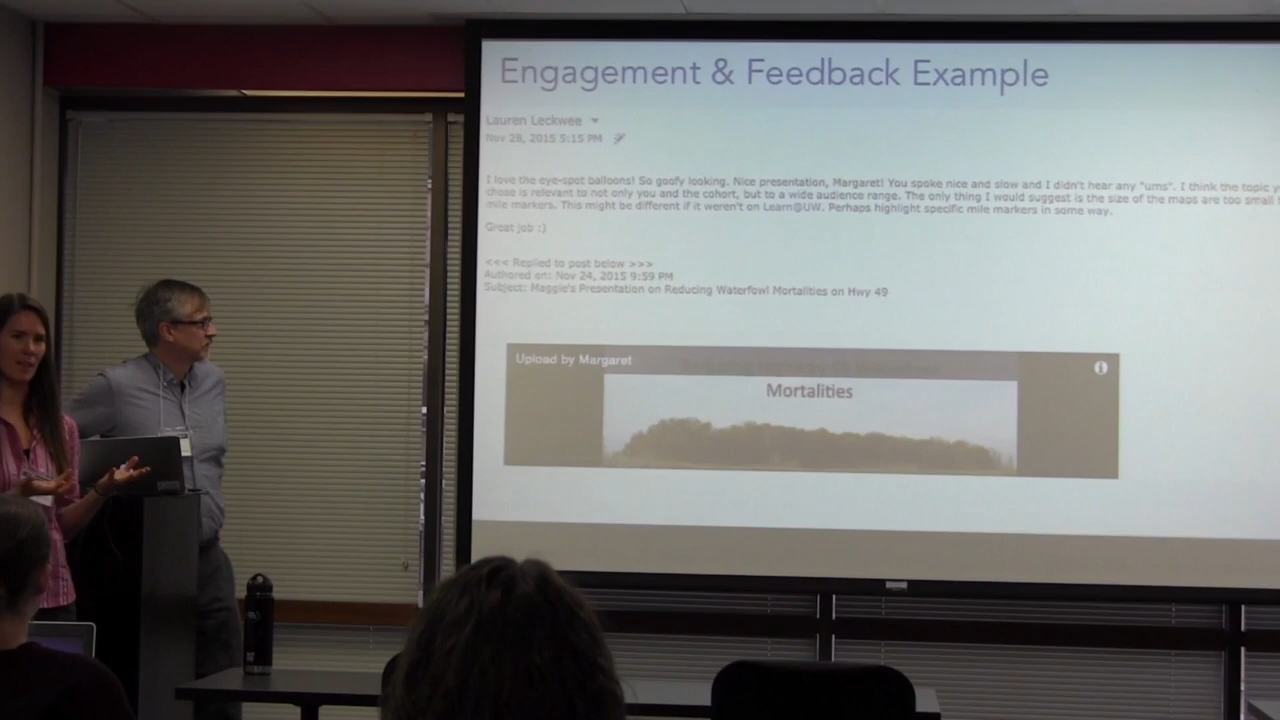 Engagement & Feedback Example
Lauren Leckwee
Nov 28, 2015 5:15 PM
I love the eye-spot balloons! So goofy looking. Nice presentation, Margaret! You spoke nice and slow and I didn't hear any "ums". I think the topic y
chose is relevant to not only you and the cohort, but to a wide audience range. The only thing I would suggest is the size of the maps are too small
mile markers. This might be different if it weren't on Learn@UW. Perhaps highlight specific mile markers in some way.
Great job :)
<<< Replied to post below >>>
Authored on: Nov 24, 2015 9:59 PM
Subject: Maggie's Presentation on Reducing Waterfowl Mortalities on Hwy 49
Upload by Margaret
Mortalities